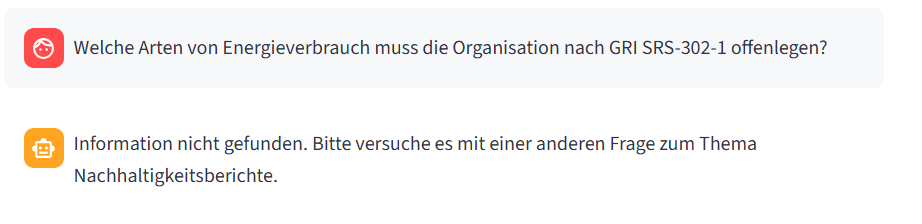 Welche Arten von Energieverbrauch muss die Organisation nach GRI SRS-302-1 offenlegen?
Information nicht gefunden. Bitte versuche es mit einer anderen Frage zum Thema
Nachhaltigkeitsberichte.